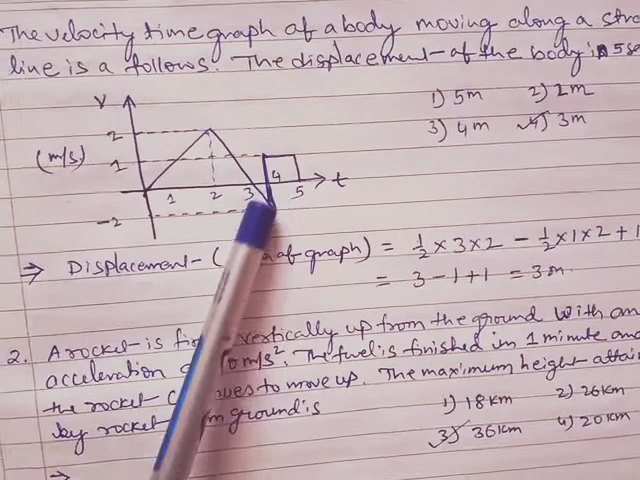 The velocity time graph of a body moving along a
line is a follows. The displacement of the body in 5
1) 5m 2) 2m
3) 4m 4) 3m
V
2
(m/s)
1
4
t
1 2 3 5
-2
⇒ Displacement - ( of graph) = 1/2 × 3 × 2 - 1/2 × 1 × 2 + 1
= 3 - 1 + 1 = 3m
2. A rocket is vertically up from the ground with an
acceleration m/s². The fuel is finished in 1 minute and
the rocket to move up. The maximum height
by rocket ground is
1) 18km 2) 26km
3) 36km 4) 20km